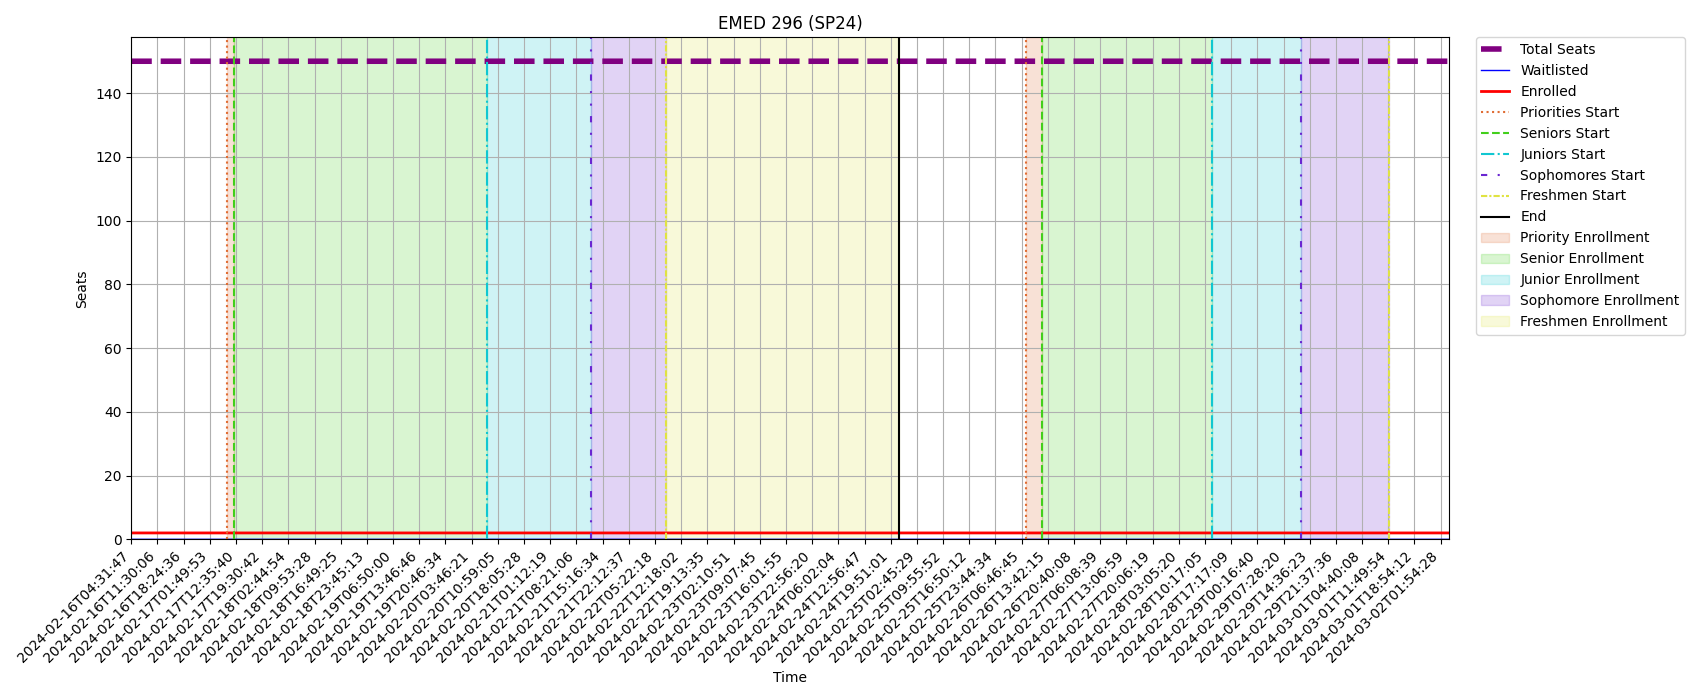 EMED 296 (SP24)
Seats
140
120
100
80
60
40
20
0
2024-02-16T04:31:47
2024-02-16T11:30:06
2024-02-16T18:24:36
2024-02-17T01:49:53
2024-02-17T12:35:40
2024-02-17T19:30:42
2024-02-18T02:44:54
2024-02-18T09:53:28
2024-02-18T16:49:25
2024-02-18T23:45:13
2024-02-19T06:50:00
2024-02-19T13:46:46
2024-02-19T20:46:34
2024-02-20T03:46:21
2024-02-20T10:59:05
2024-02-20T18:05:28
2024-02-21T01:12:19
2024-02-21T08:21:06
2024-02-21T15:16:34
2024-02-21T22:12:37
2024-02-22T05:22:18
2024-02-22T12:18:02
2024-02-22T19:13:35
2024-02-23T02:10:51
2024-02-23T09:07:45
2024-02-23T16:01:55
2024-02-23T22:56:20
2024-02-24T06:02:04
2024-02-24T12:56:47
2024-02-24T19:51:01
2024-02-25T02:45:29
2024-02-25T09:55:52
2024-02-25T16:50:12
2024-02-25T23:44:34
2024-02-26T06:46:45
2024-02-26T13:42:15
2024-02-26T20:40:08
2024-02-27T06:08:39
2024-02-27T13:06:59
2024-02-27T20:06:19
2024-02-28T03:05:20
2024-02-28T10:17:05
2024-02-28T17:17:09
2024-02-29T00:16:40
2024-02-29T07:28:20
2024-02-29T14:36:23
2024-02-29T21:37:36
2024-03-01T04:40:08
2024-03-01T11:49:54
2024-03-01T18:54:12
2024-03-02T01:54:28
Time
Total Seats
Waitlisted
Enrolled
Priorities Start
Seniors Start
Juniors Start
Sophomores Start
Freshmen Start
End
Priority Enrollment
Senior Enrollment
Junior Enrollment
Sophomore Enrollment
Freshmen Enrollment